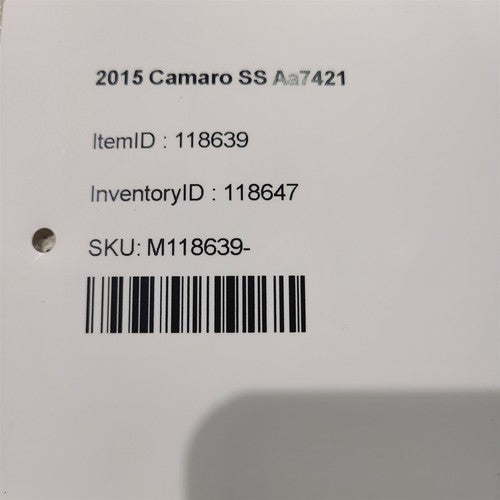 2015 Camaro SS Aa7421
ItemID : 118639
InventoryID : 118647
SKU: M118639-